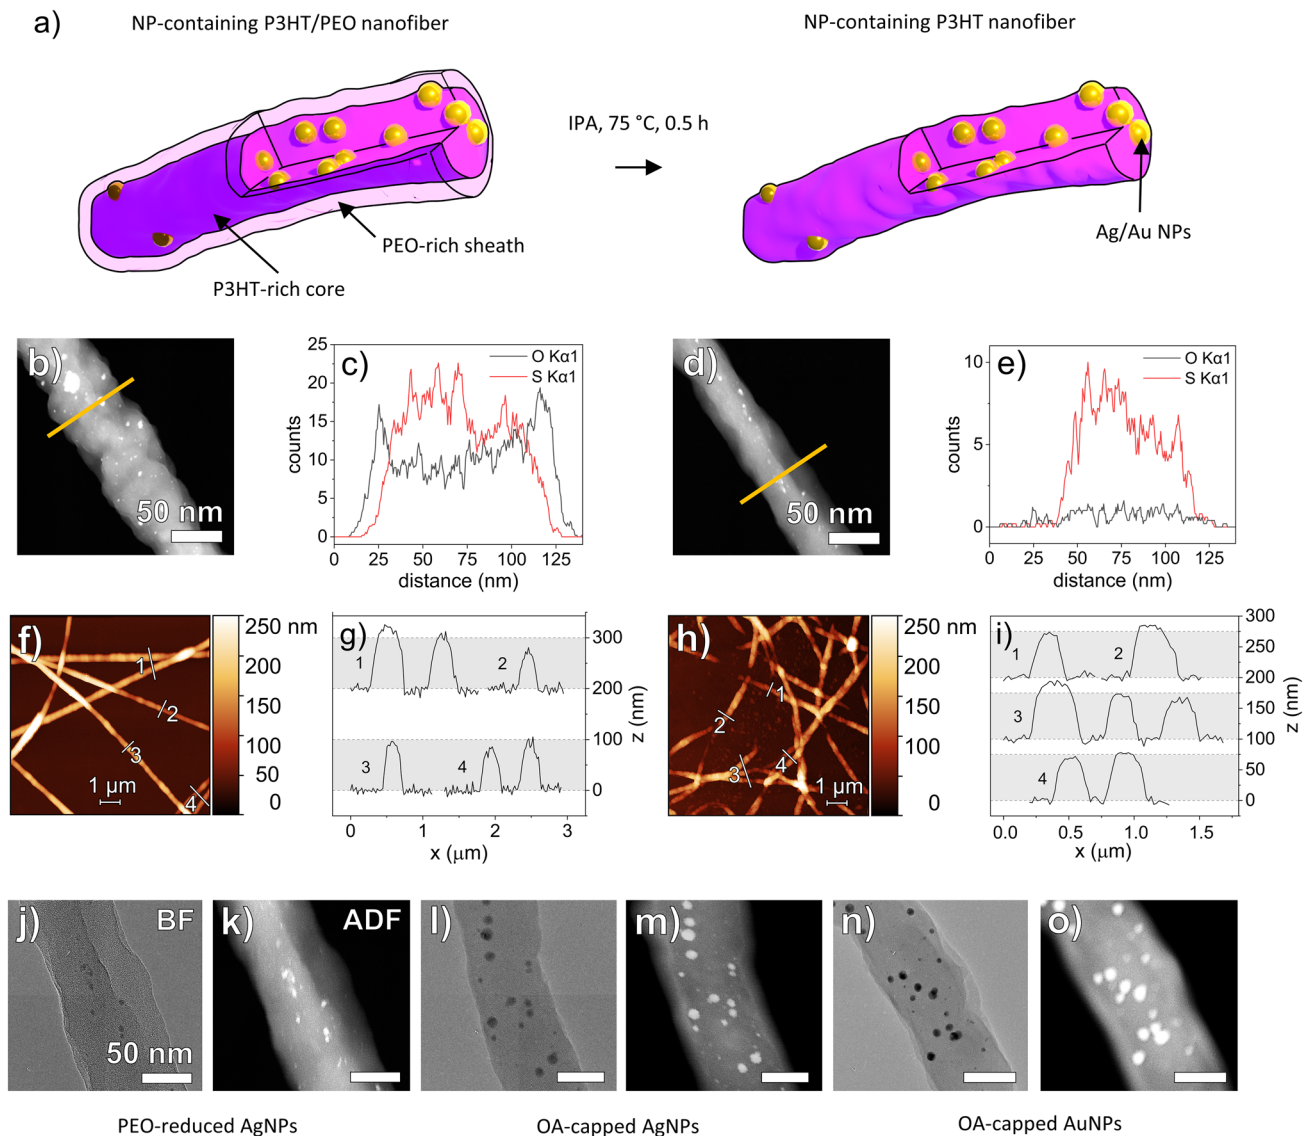 a)
NP-containing P3HT/PEO nanofiber
NP-containing P3HT nanofiber
IPA, 75 °C, 0.5 h
PEO-rich sheath
P3HT-rich core
Ag/Au NPs
b)
50 nm
c)
O Kα1
S Kα1
25
20
15
10
5
0
counts
0 25 50 75 100 125
distance (nm)
d)
50 nm
e)
O Kα1
S Kα1
10
5
0
counts
0 25 50 75 100 125
distance (nm)
f)
1
2
3
4
1 µm
250 nm
200
150
100
50
0
g)
1
2
3
4
300
200
100
0
z (nm)
0 1 2 3
x (µm)
h)
1
2
3
4
1 µm
250 nm
200
150
100
0
i)
1
2
3
4
300
250
200
150
100
50
0
z (nm)
0.0 0.5 1.0 1.5
x (µm)
j)
BF
50 nm
k)
ADF
l)
m)
n)
o)
PEO-reduced AgNPs
OA-capped AgNPs
OA-capped AuNPs